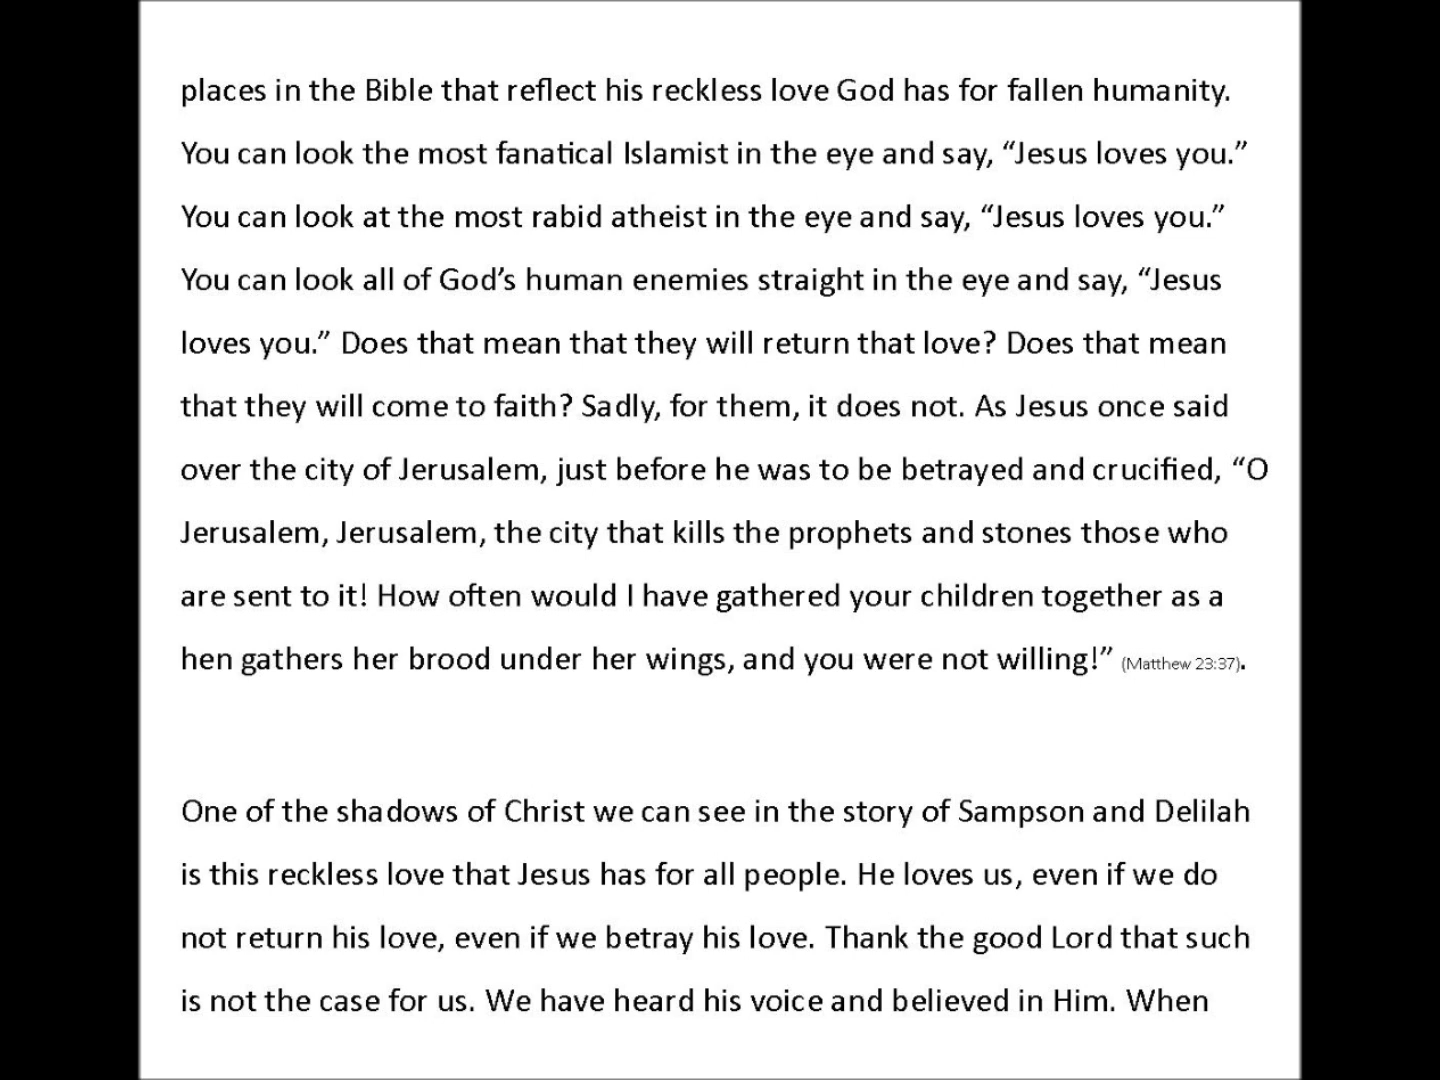 places in the Bible that reflect his reckless love God has for fallen humanity.
You can look the most fanatical Islamist in the eye and say, “Jesus loves you.”
You can look at the most rabid atheist in the eye and say, “Jesus loves you.”
You can look all of God’s human enemies straight in the eye and say, “Jesus
loves you.” Does that mean that they will return that love? Does that mean
that they will come to faith? Sadly, for them, it does not. As Jesus once said
over the city of Jerusalem, just before he was to be betrayed and crucified, “O
Jerusalem, Jerusalem, the city that kills the prophets and stones those who
are sent to it! How often would I have gathered your children together as a
hen gathers her brood under her wings, and you were not willing!” (Matthew 23:37).
One of the shadows of Christ we can see in the story of Sampson and Delilah
is this reckless love that Jesus has for all people. He loves us, even if we do
not return his love, even if we betray his love. Thank the good Lord that such
is not the case for us. We have heard his voice and believed in Him. When